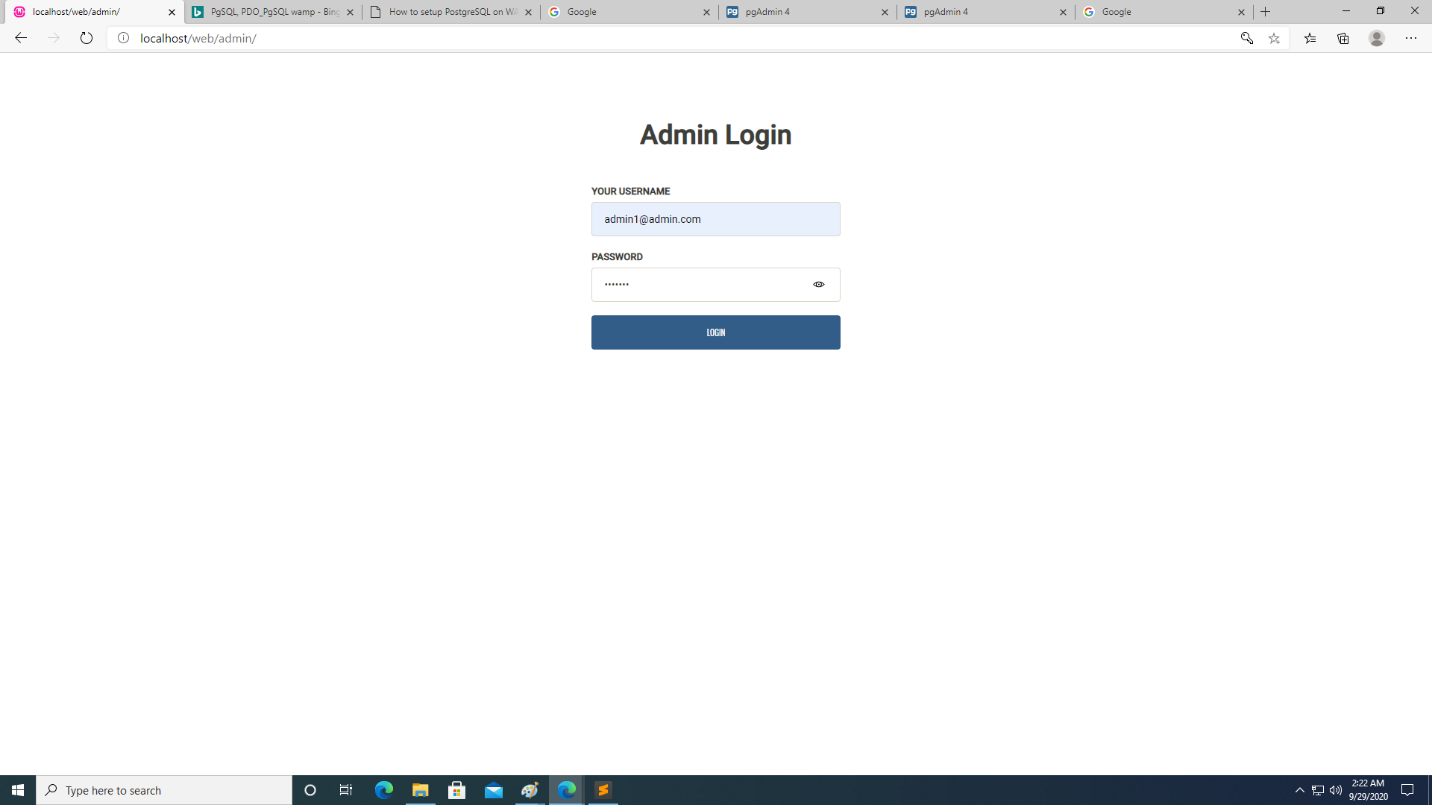 localhost/web/admin/
PgSQL, PDO_PgSQL wamp - Bing
How to setup PostgreSQL on WA
Google
pgAdmin 4
pgAdmin 4
Google
localhost/web/admin/
Admin Login
YOUR USERNAME
admin1@admin.com
PASSWORD
•••••••
LOGIN
Type here to search
2:22 AM
9/29/2020